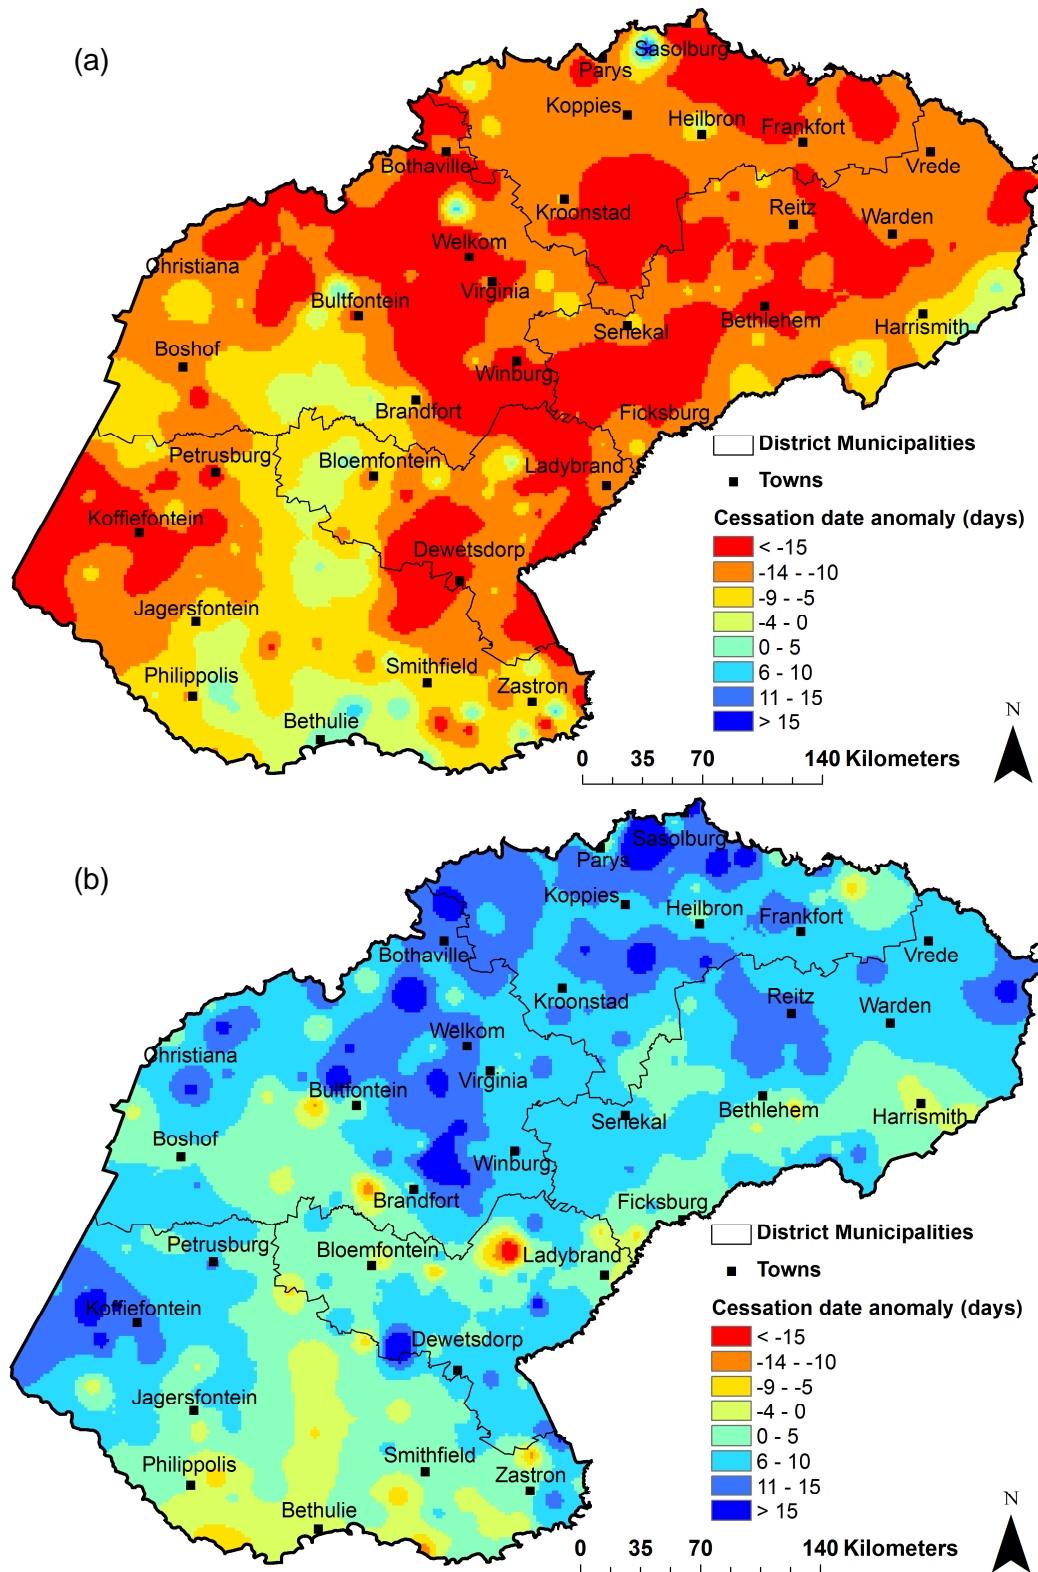 (a)
Sasolburg
Parys
Koppies
Heilbron
Frankfort
Bothaville
Vrede
Kroonstad
Reitz
Warden
Welkom
Christiana
Virginia
Bultfontein
Senekal
Bethlehem
Harrismith
Boshof
Winburg
Brandfort
Ficksburg
Petrusburg
Bloemfontein
Ladybrand
Koffiefontein
Dewetsdorp
Jagersfontein
Philippolis
Smithfield
Zastron
Bethulie
District Municipalities
Towns
Cessation date anomaly (days)
< -15
-14 - -10
-9 - -5
-4 - 0
0 - 5
6 - 10
11 - 15
> 15
N
0 35 70 140 Kilometers
(b)
Sasolburg
Parys
Koppies
Heilbron
Frankfort
Bothaville
Vrede
Kroonstad
Reitz
Warden
Welkom
Christiana
Virginia
Bultfontein
Senekal
Bethlehem
Harrismith
Boshof
Winburg
Brandfort
Ficksburg
Petrusburg
Bloemfontein
Ladybrand
Koffiefontein
Dewetsdorp
Jagersfontein
Philippolis
Smithfield
Zastron
Bethulie
District Municipalities
Towns
Cessation date anomaly (days)
< -15
-14 - -10
-9 - -5
-4 - 0
0 - 5
6 - 10
11 - 15
> 15
N
0 35 70 140 Kilometers